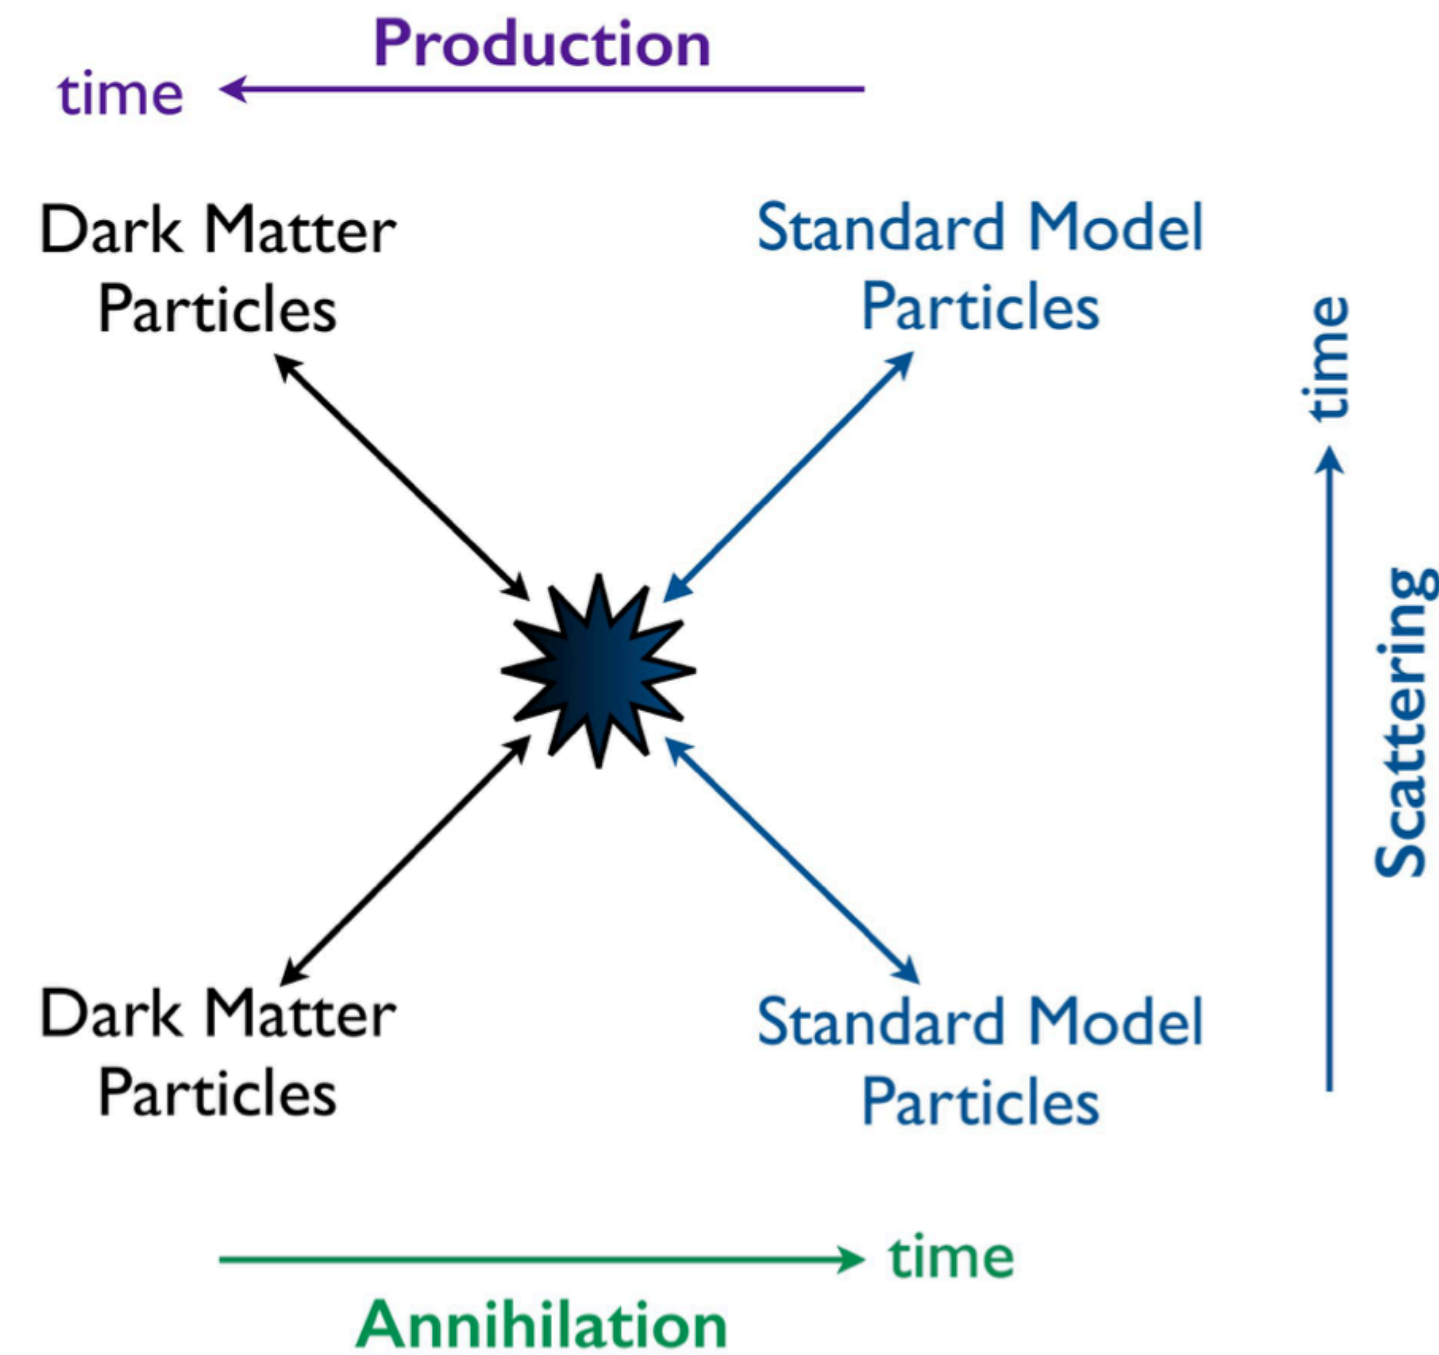 Production
time
Dark Matter
Particles
Standard Model
Particles
time
Scattering
Dark Matter
Particles
Standard Model
Particles
time
Annihilation